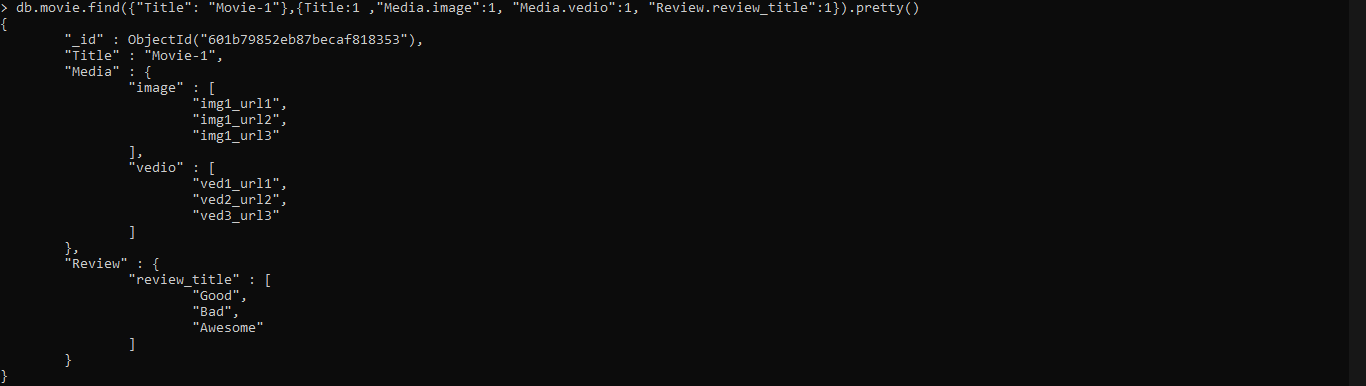 > db.movie.find({"Title": "Movie-1"},{Title:1 ,"Media.image":1, "Media.vedio":1, "Review.review_title":1}).pretty()
{
        "_id" : ObjectId("601b79852eb87becaf818353"),
        "Title" : "Movie-1",
        "Media" : {
                "image" : [
                        "img1_url1",
                        "img1_url2",
                        "img1_url3"
                ],
                "vedio" : [
                        "ved1_url1",
                        "ved2_url2",
                        "ved3_url3"
                ]
        },
        "Review" : {
                "review_title" : [
                        "Good",
                        "Bad",
                        "Awesome"
                ]
        }
}